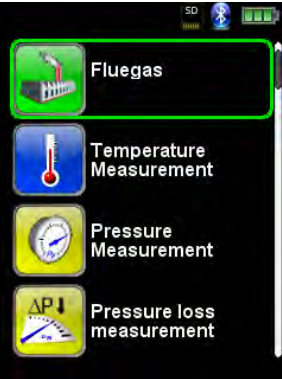 SD
Fluegas
Temperature
Measurement
Pressure
Measurement
ΔP
Pressure loss
measurement